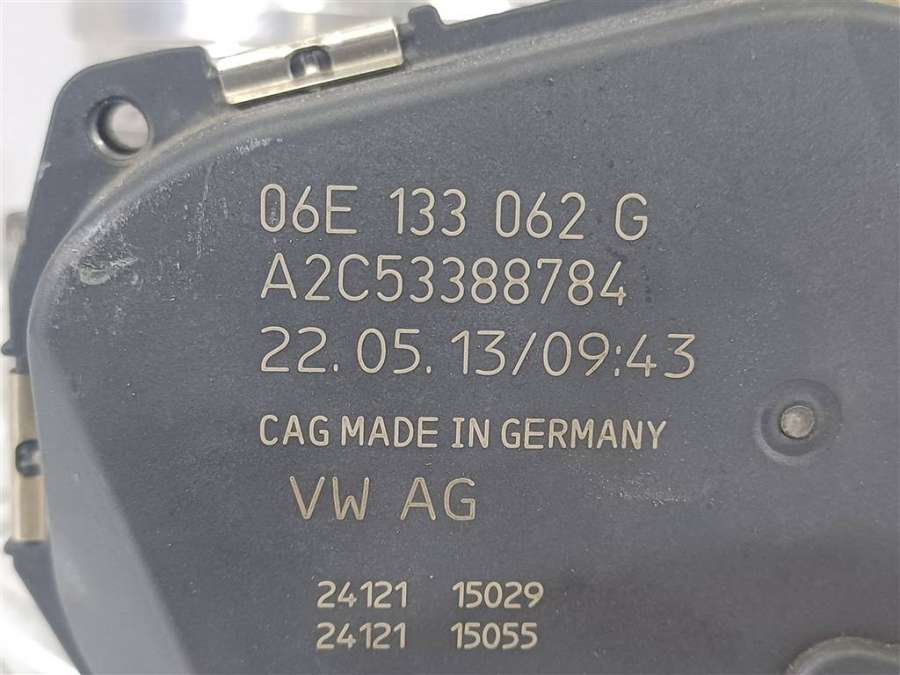 06E 133 062 G
A2C53388784
22.05.13/09:43
CAG MADE IN GERMANY
VW AG
24121 15029
24121 15055